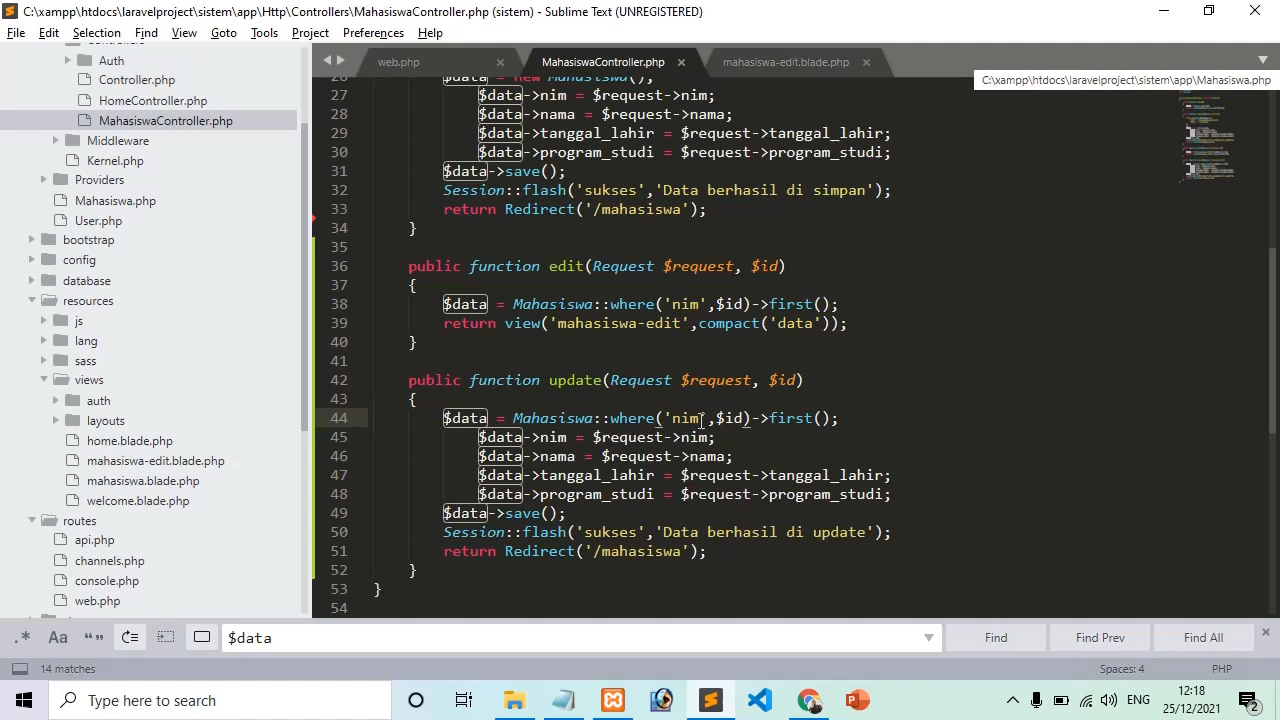 C:\xampp\htdocs\laravelproject\sistem\app\Http\Controllers\MahasiswaController.php (sistem) - Sublime Text (UNREGISTERED)
File Edit Selection Find View Goto Tools Project Preferences Help
Controllers
Auth
Controller.php
HomeController.php
MahasiswaController.php
Middleware
Kernel.php
Providers
Mahasiswa.php
User.php
bootstrap
config
database
resources
js
lang
sass
views
auth
layouts
home.blade.php
mahasiswa-edit.blade.php
mahasiswa.blade.php
welcome.blade.php
routes
api.php
channels.php
console.php
web.php
web.php MahasiswaController.php mahasiswa-edit.blade.php
C:\xampp\htdocs\laravelproject\sistem\app\Mahasiswa.php
26 $data = new Mahasiswa();
27 $data->nim = $request->nim;
28 $data->nama = $request->nama;
29 $data->tanggal_lahir = $request->tanggal_lahir;
30 $data->program_studi = $request->program_studi;
31 $data->save();
32 Session::flash('sukses','Data berhasil di simpan');
33 return Redirect('/mahasiswa');
34 }
35
36 public function edit(Request $request, $id)
37 {
38 $data = Mahasiswa::where('nim',$id)->first();
39 return view('mahasiswa-edit',compact('data'));
40 }
41
42 public function update(Request $request, $id)
43 {
44 $data = Mahasiswa::where('nim',$id)->first();
45 $data->nim = $request->nim;
46 $data->nama = $request->nama;
47 $data->tanggal_lahir = $request->tanggal_lahir;
48 $data->program_studi = $request->program_studi;
49 $data->save();
50 Session::flash('sukses','Data berhasil di update');
51 return Redirect('/mahasiswa');
52 }
53 }
54
.* Aa “” $data Find Find Prev Find All
14 matches Spaces: 4 PHP
Type here to search ENG 12:18
25/12/2021 2